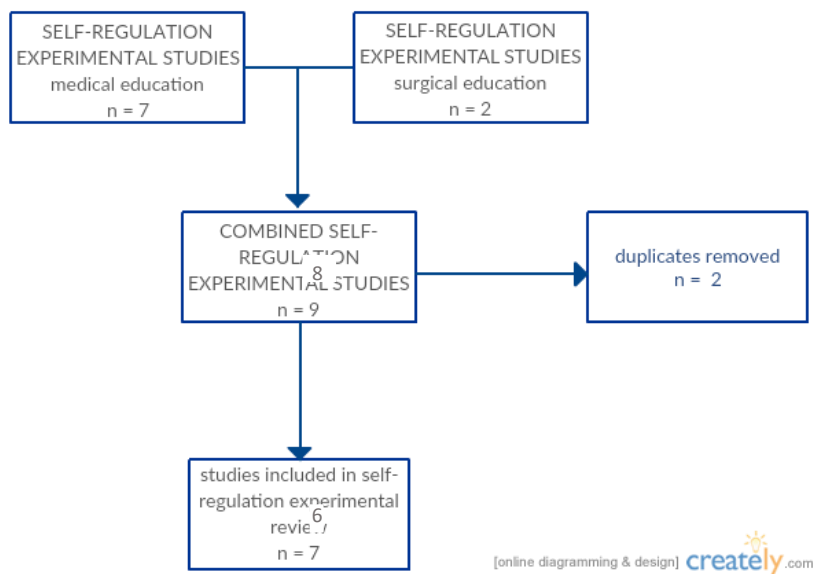 SELF-REGULATION
EXPERIMENTAL STUDIES
medical education
n = 7
SELF-REGULATION
EXPERIMENTAL STUDIES
surgical education
n = 2
COMBINED SELF-
REGULATION
8
EXPERIMENTAL STUDIES
n = 9
duplicates removed
n = 2
studies included in self-
regulation experimental
6
n = 7
[online diagramming & design] creately.com